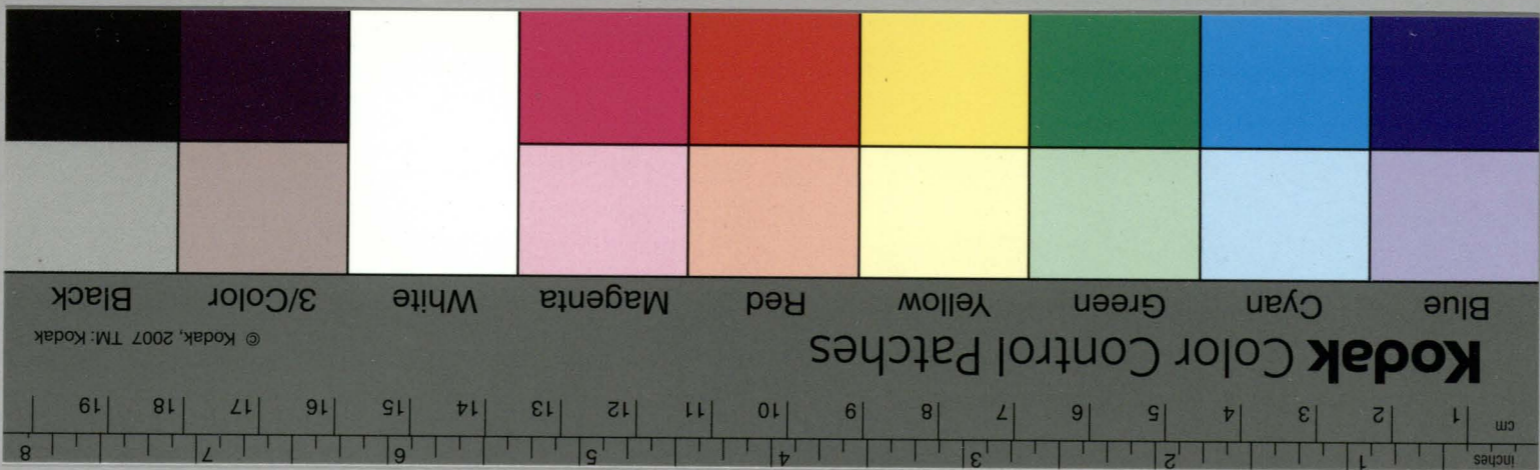 inches 1 2 3 4 5 6 7 8
cm 1 2 3 4 5 6 7 8 9 10 11 12 13 14 15 16 17 18 19
Kodak Color Control Patches
© Kodak, 2007 TM: Kodak
Blue Cyan Green Yellow Red Magenta White 3/Color Black